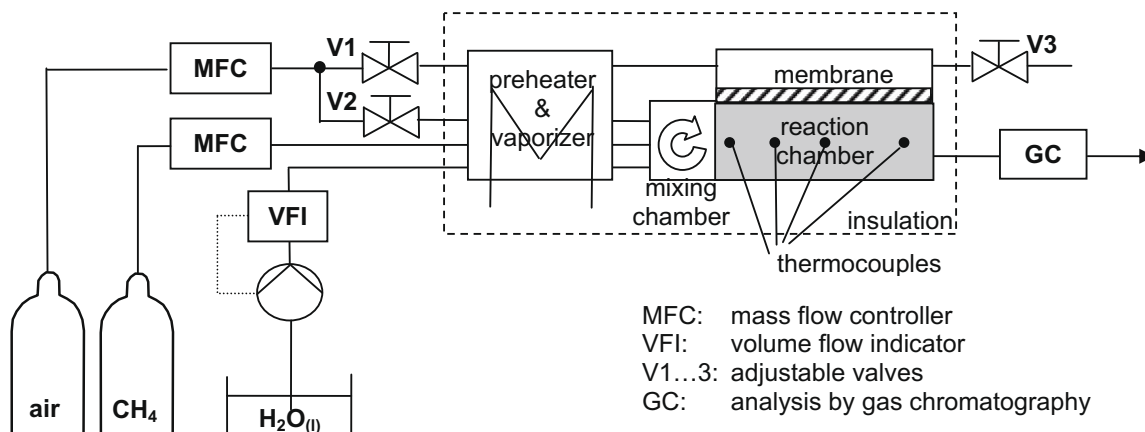 V1
V3
MFC
preheater
membrane
&
V2
vaporizer
reaction
chamber
MFC
GC
mixing
chamber
VFI
insulation
thermocouples
MFC: mass flow controller
VFI: volume flow indicator
V1...3: adjustable valves
GC: analysis by gas chromatography
air
CH₄
H₂O₍ₗ₎